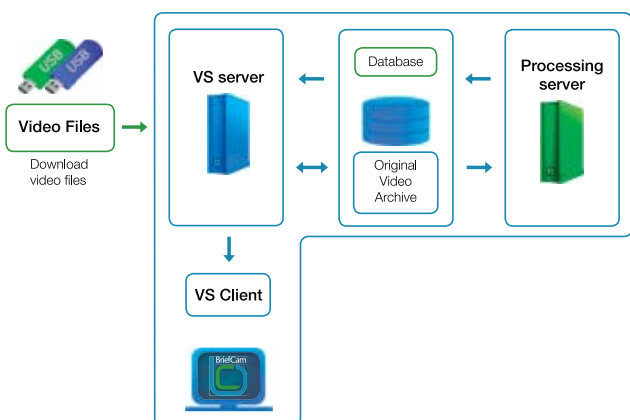 USB
USB
Video Files
Download
video files
VS server
Database
Original
Video
Archive
Processing
server
VS Client
BriefCam